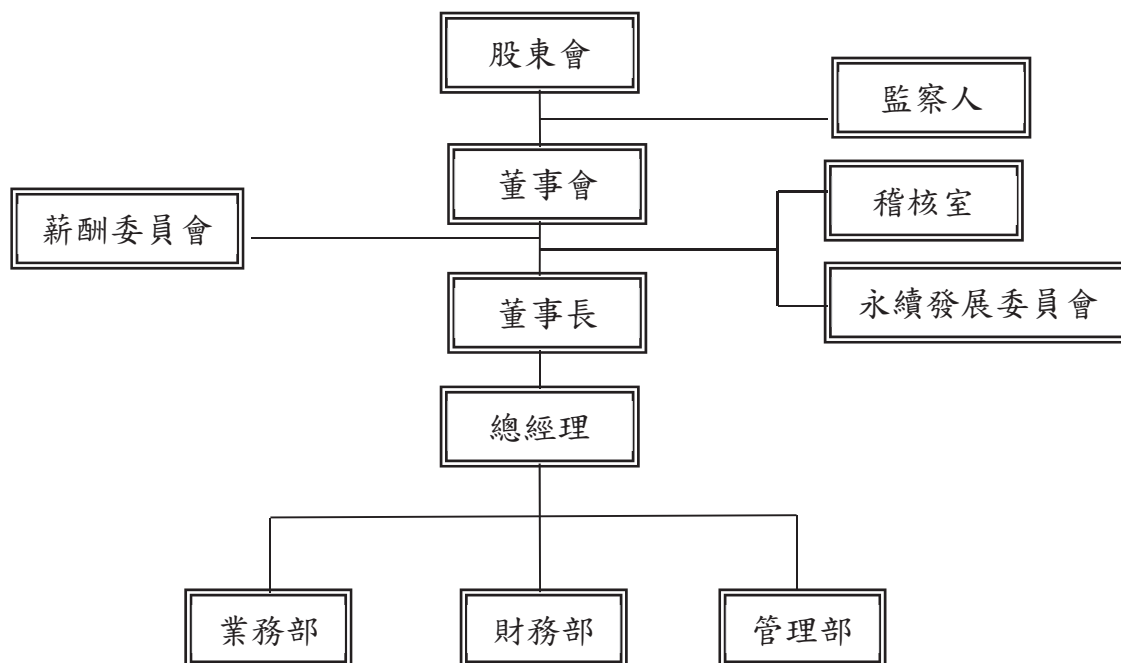 股東會
監察人
董事會
稽核室
薪酬委員會
永續發展委員會
董事長
總經理
業務部
財務部
管理部